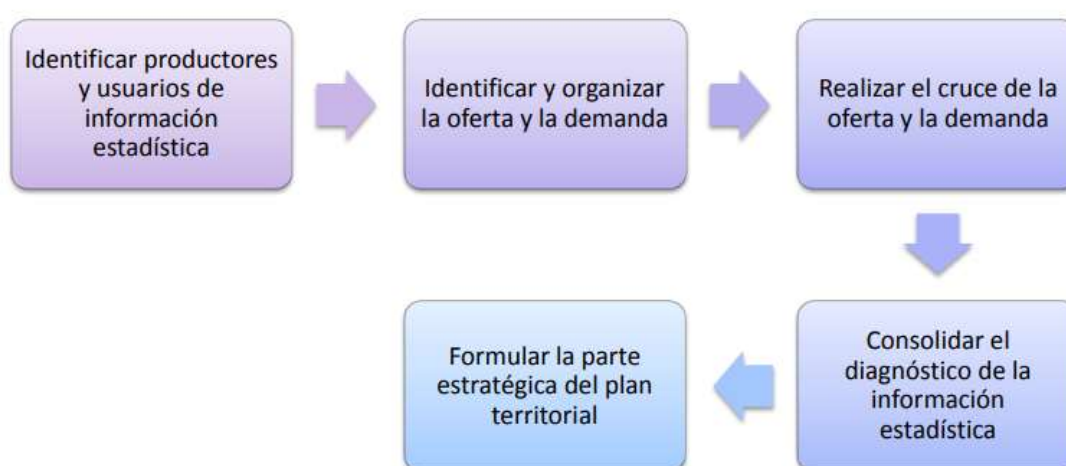 Identificar productores
y usuarios de
información
estadística
Identificar y organizar
la oferta y la demanda
Realizar el cruce de la
oferta y la demanda
Consolidar el
diagnóstico de la
información
estadística
Formular la parte
estratégica del plan
territorial